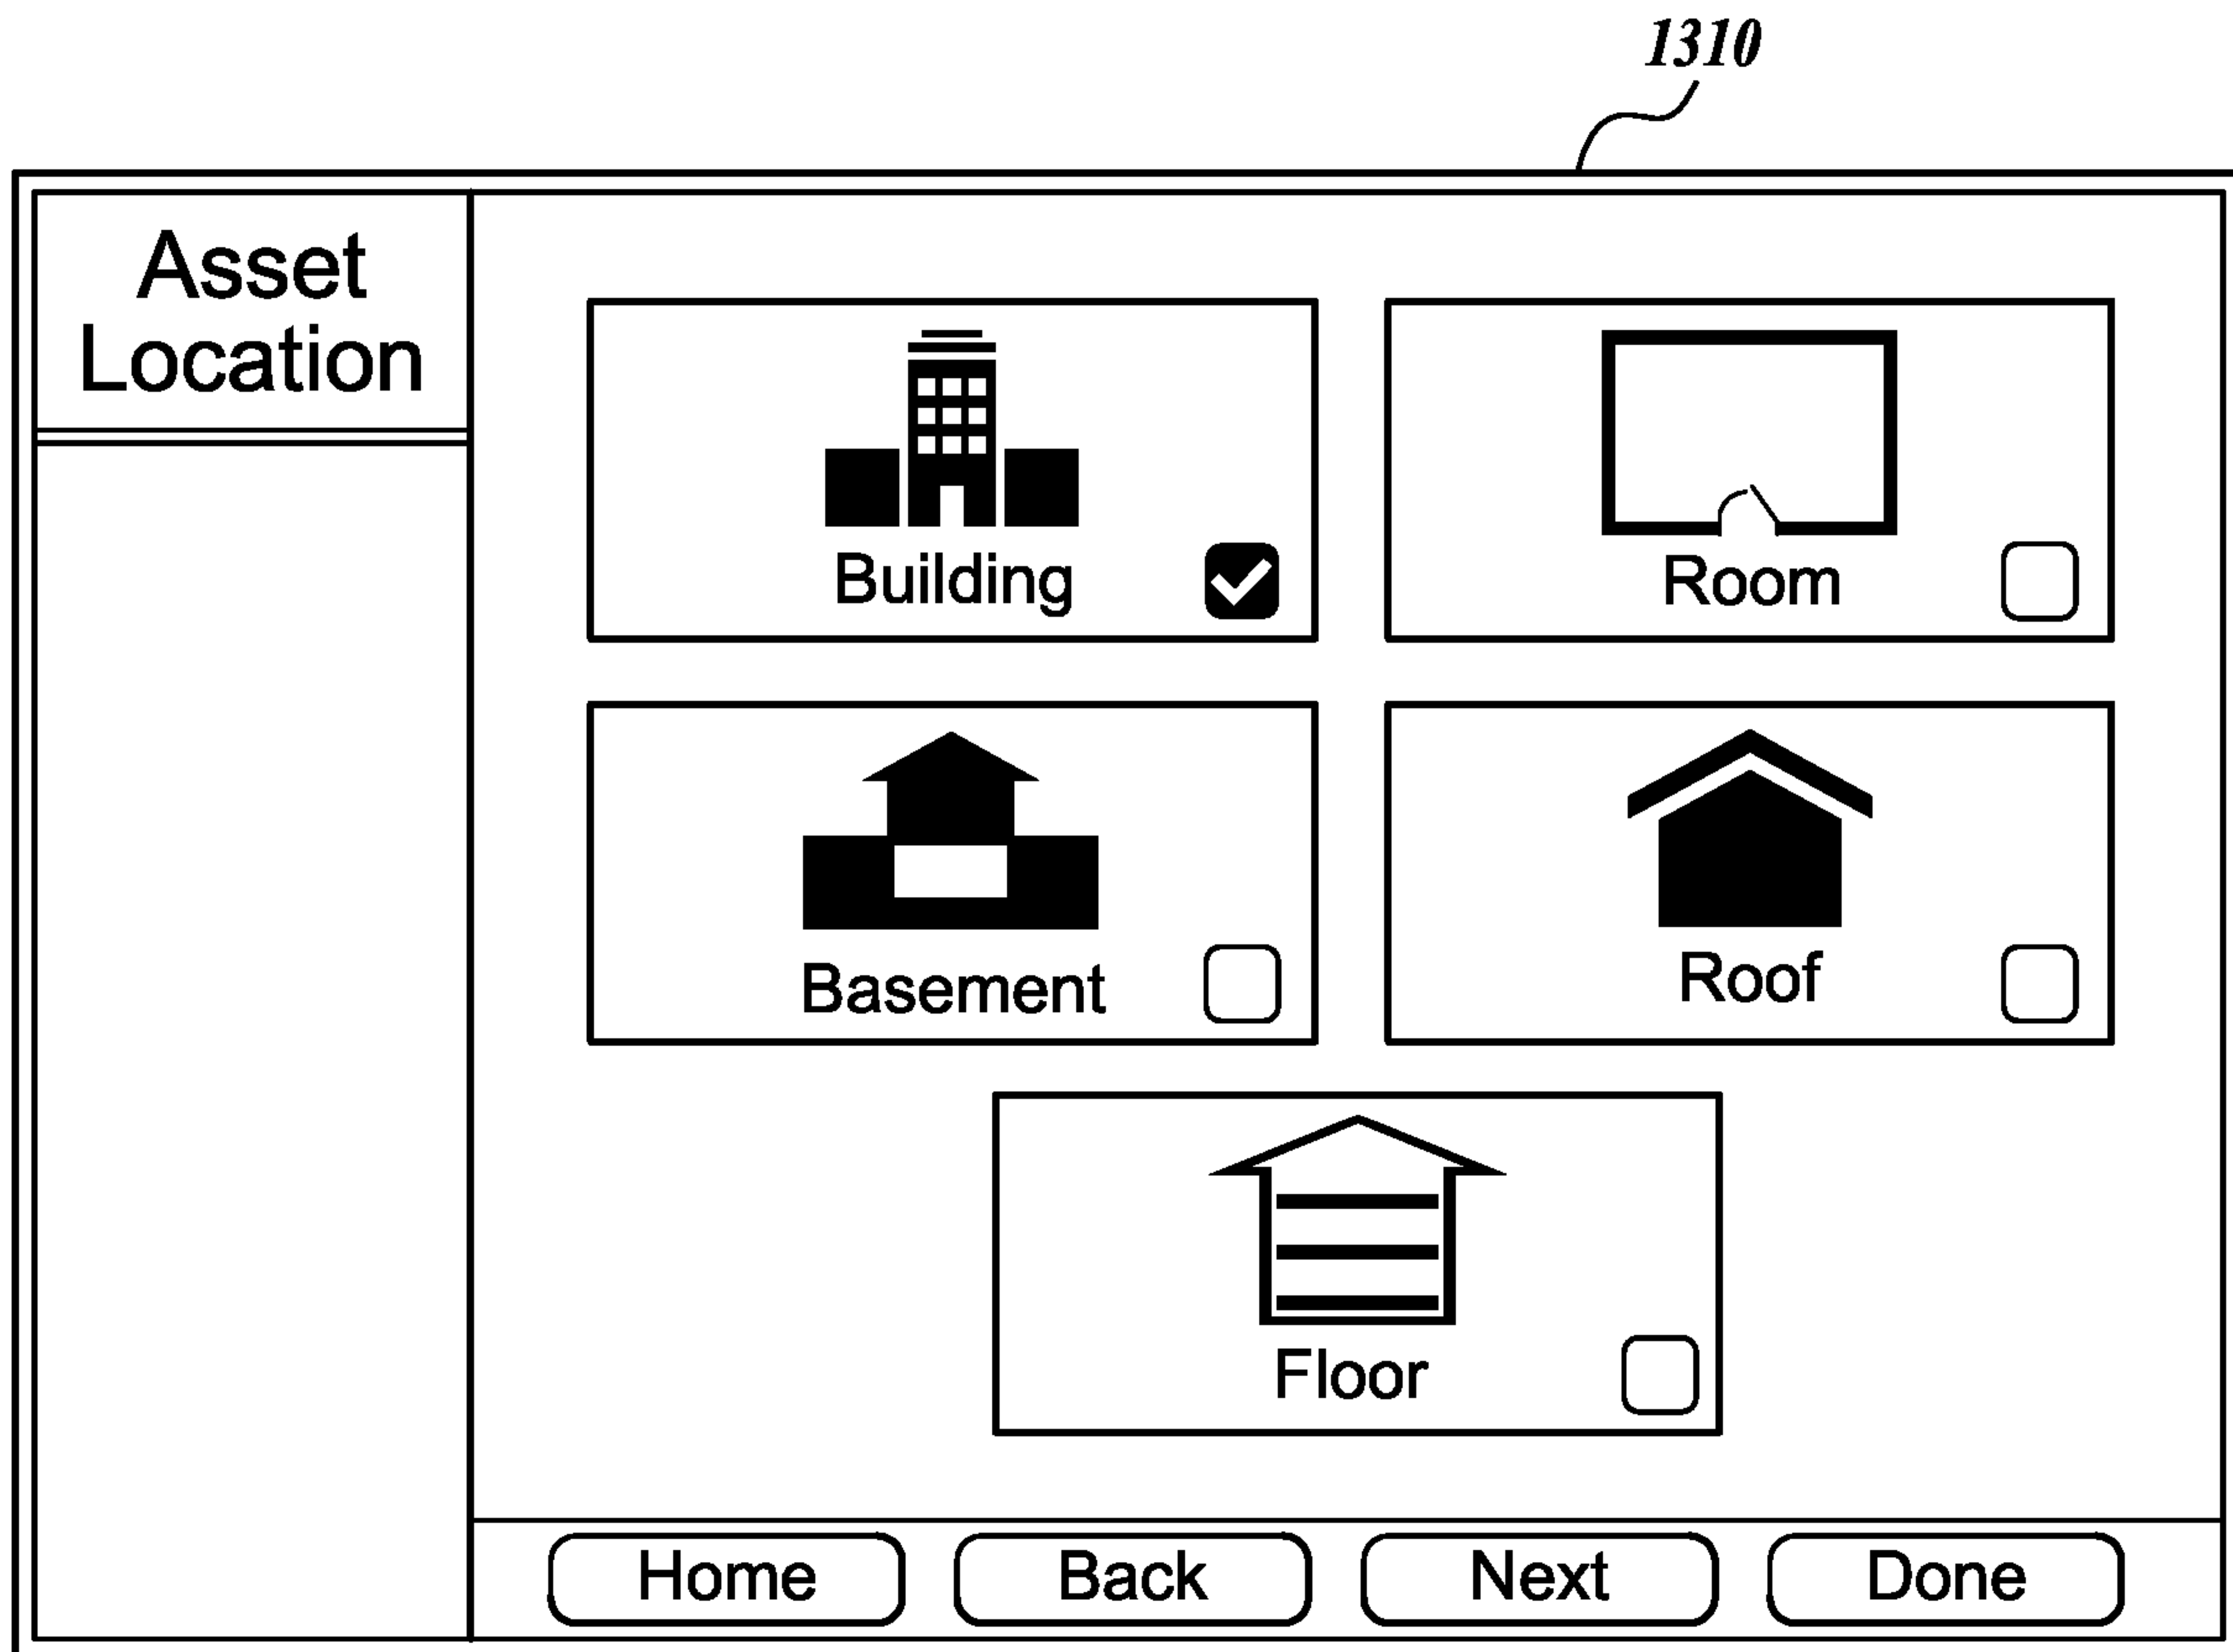 1310
Asset
Location
Building
Room
Basement
Roof
Floor
Home
Back
Next
Done